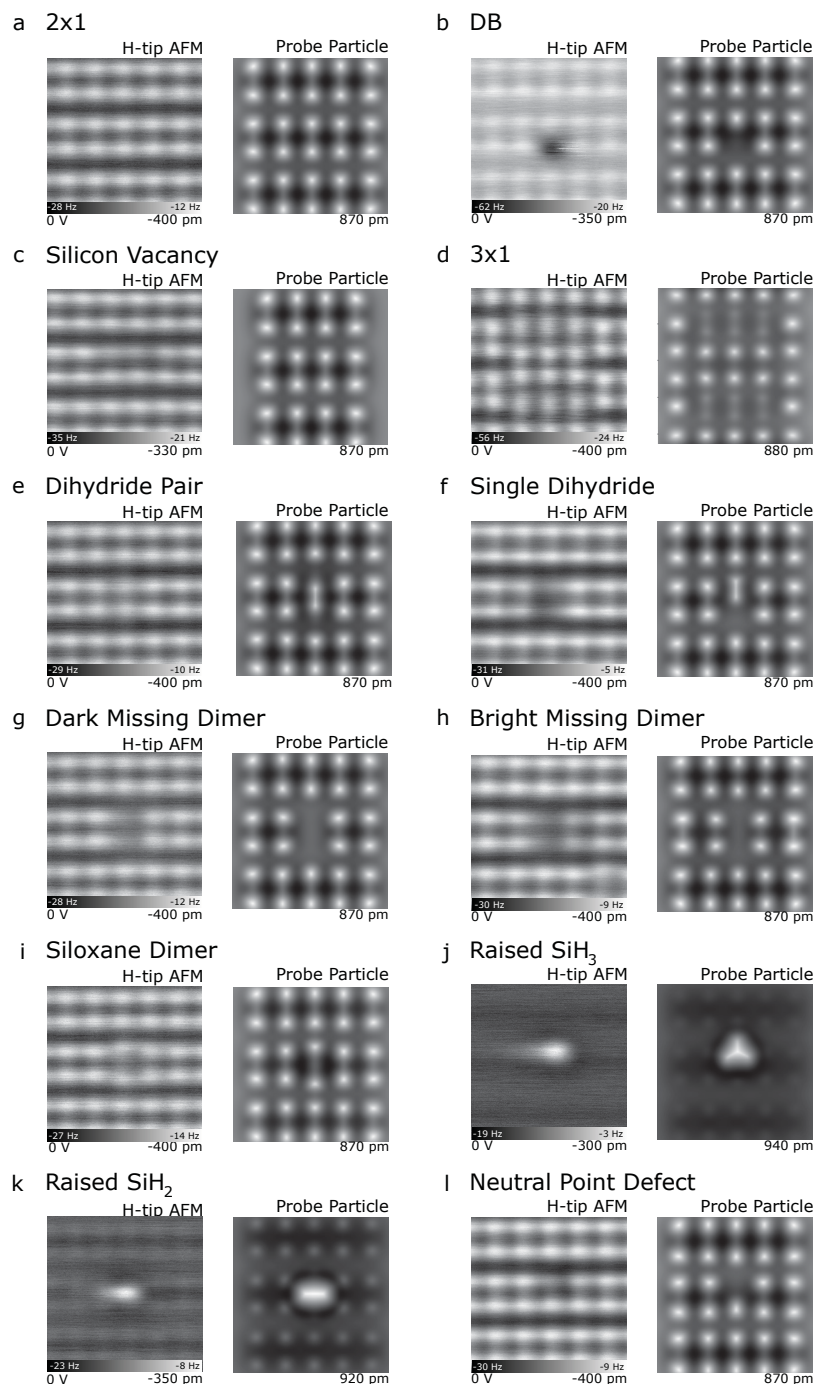 a 2x1
H-tip AFM
Probe Particle
-28 Hz
-12 Hz
0 V
-400 pm
870 pm
b DB
H-tip AFM
Probe Particle
-62 Hz
-20 Hz
0 V
-350 pm
870 pm
c Silicon Vacancy
H-tip AFM
Probe Particle
-35 Hz
-21 Hz
0 V
-330 pm
870 pm
d 3x1
H-tip AFM
Probe Particle
-56 Hz
-24 Hz
0 V
-400 pm
880 pm
e Dihydride Pair
H-tip AFM
Probe Particle
-29 Hz
-10 Hz
0 V
-400 pm
870 pm
f Single Dihydride
H-tip AFM
Probe Particle
-31 Hz
-5 Hz
0 V
-400 pm
870 pm
g Dark Missing Dimer
H-tip AFM
Probe Particle
-28 Hz
-12 Hz
0 V
-400 pm
870 pm
h Bright Missing Dimer
H-tip AFM
Probe Particle
-30 Hz
-9 Hz
0 V
-400 pm
870 pm
i Siloxane Dimer
H-tip AFM
Probe Particle
-27 Hz
-14 Hz
0 V
-400 pm
870 pm
j Raised SiH₃
H-tip AFM
Probe Particle
-19 Hz
-3 Hz
0 V
-300 pm
940 pm
k Raised SiH₂
H-tip AFM
Probe Particle
-23 Hz
-8 Hz
0 V
-350 pm
920 pm
l Neutral Point Defect
H-tip AFM
Probe Particle
-30 Hz
-9 Hz
0 V
-400 pm
870 pm